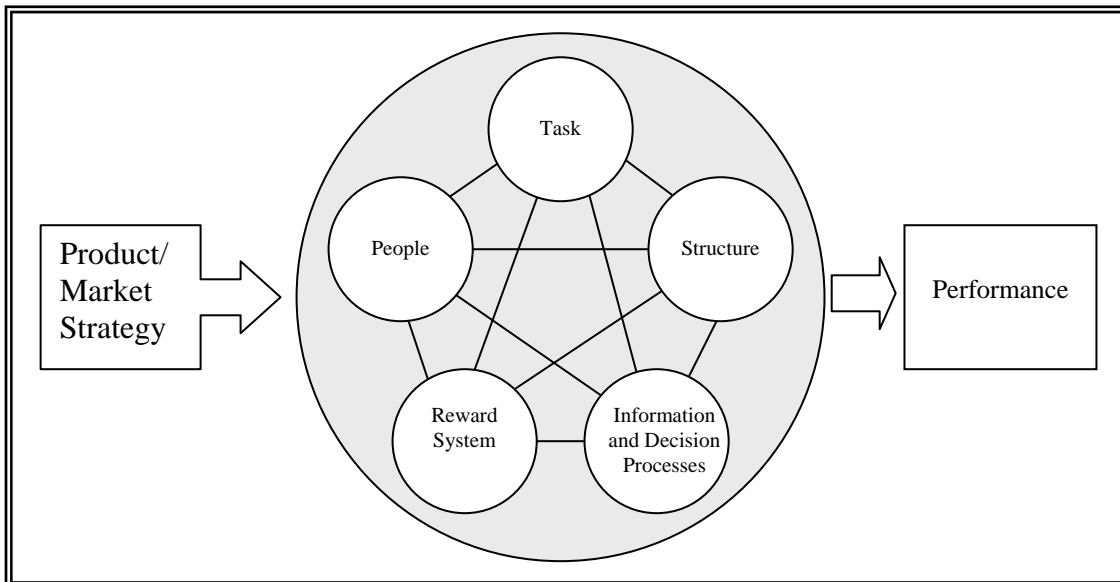 Product/
Market
Strategy
Task
People
Structure
Reward
System
Information
and Decision
Processes
Performance